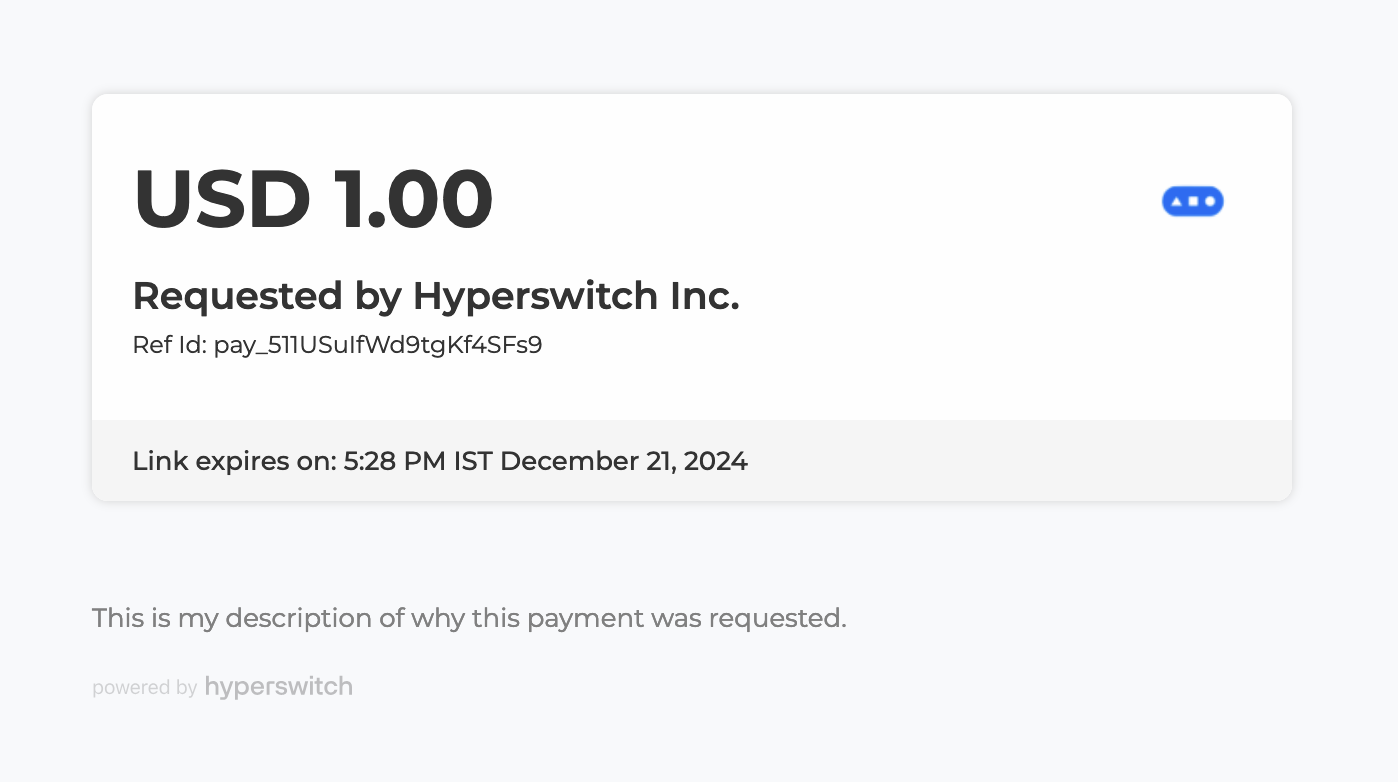 USD 1.00
Requested by Hyperswitch Inc.
Ref Id: pay_511USuIfWd9tgKf4SFs9
Link expires on: 5:28 PM IST December 21, 2024
This is my description of why this payment was requested.
powered by hyperswitch